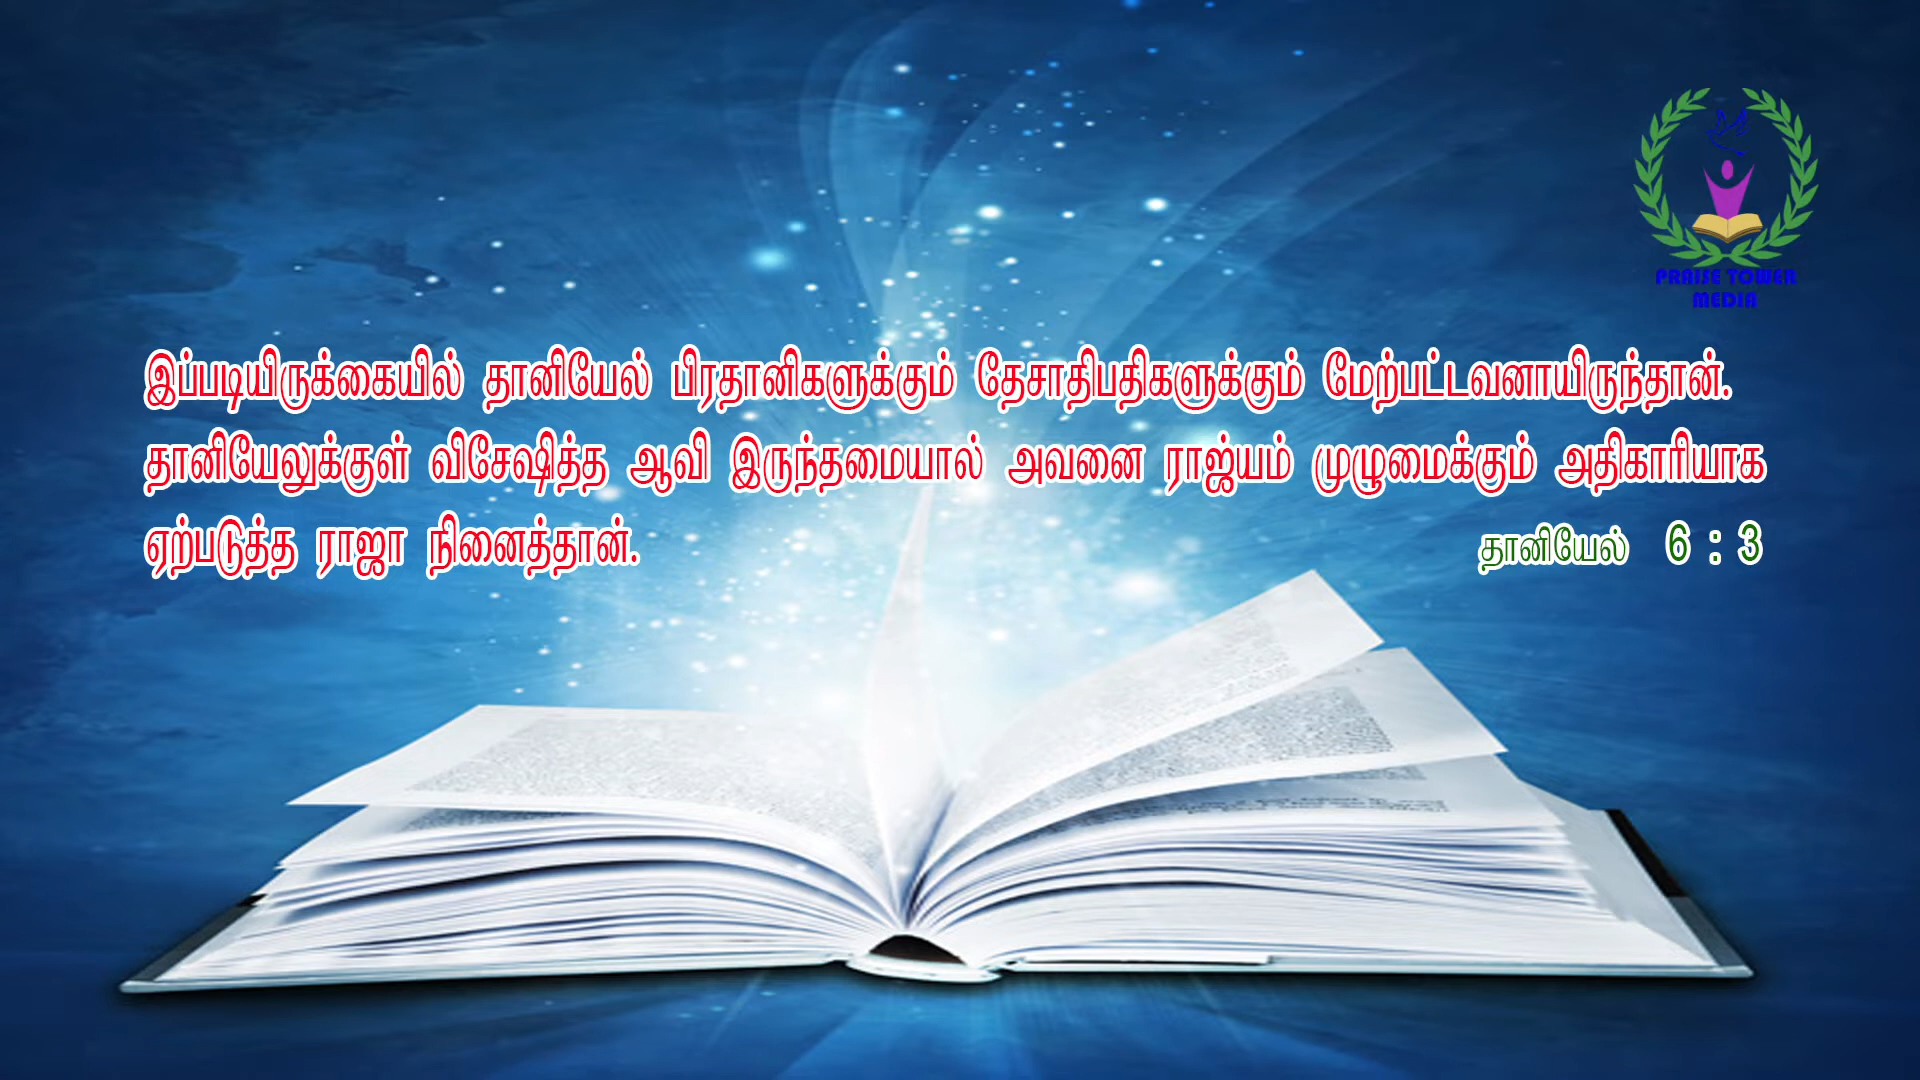 PRAISE TOWER
MEDIA
இப்படியிருக்கையில் தானியேல் பிரதானிகளுக்கும் தேசாதிபதிகளுக்கும் மேற்பட்டவனாயிருந்தான்.
தானியேலுக்குள் விசேஷித்த ஆவி இருந்தமையால் அவனை ராஜ்யம் முழுமைக்கும் அதிகாரியாக
ஏற்படுத்த ராஜா நினைத்தான்.
தானியேல் 6 : 3